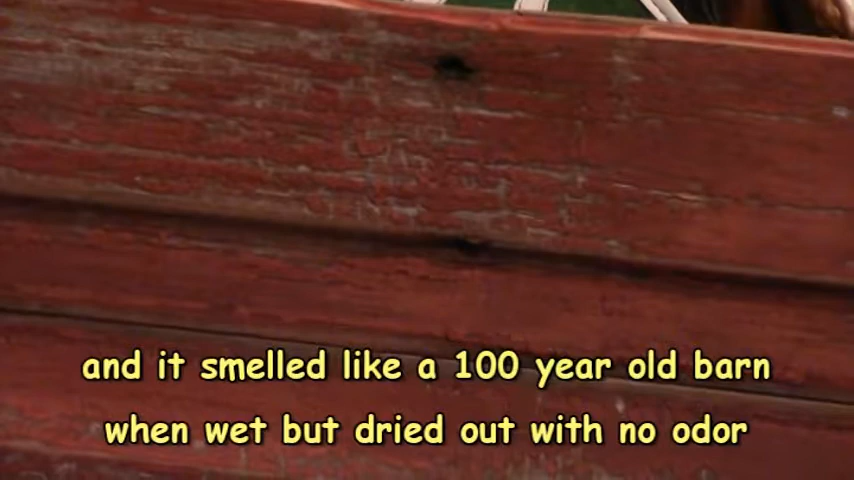 and it smelled like a 100 year old barn
when wet but dried out with no odor